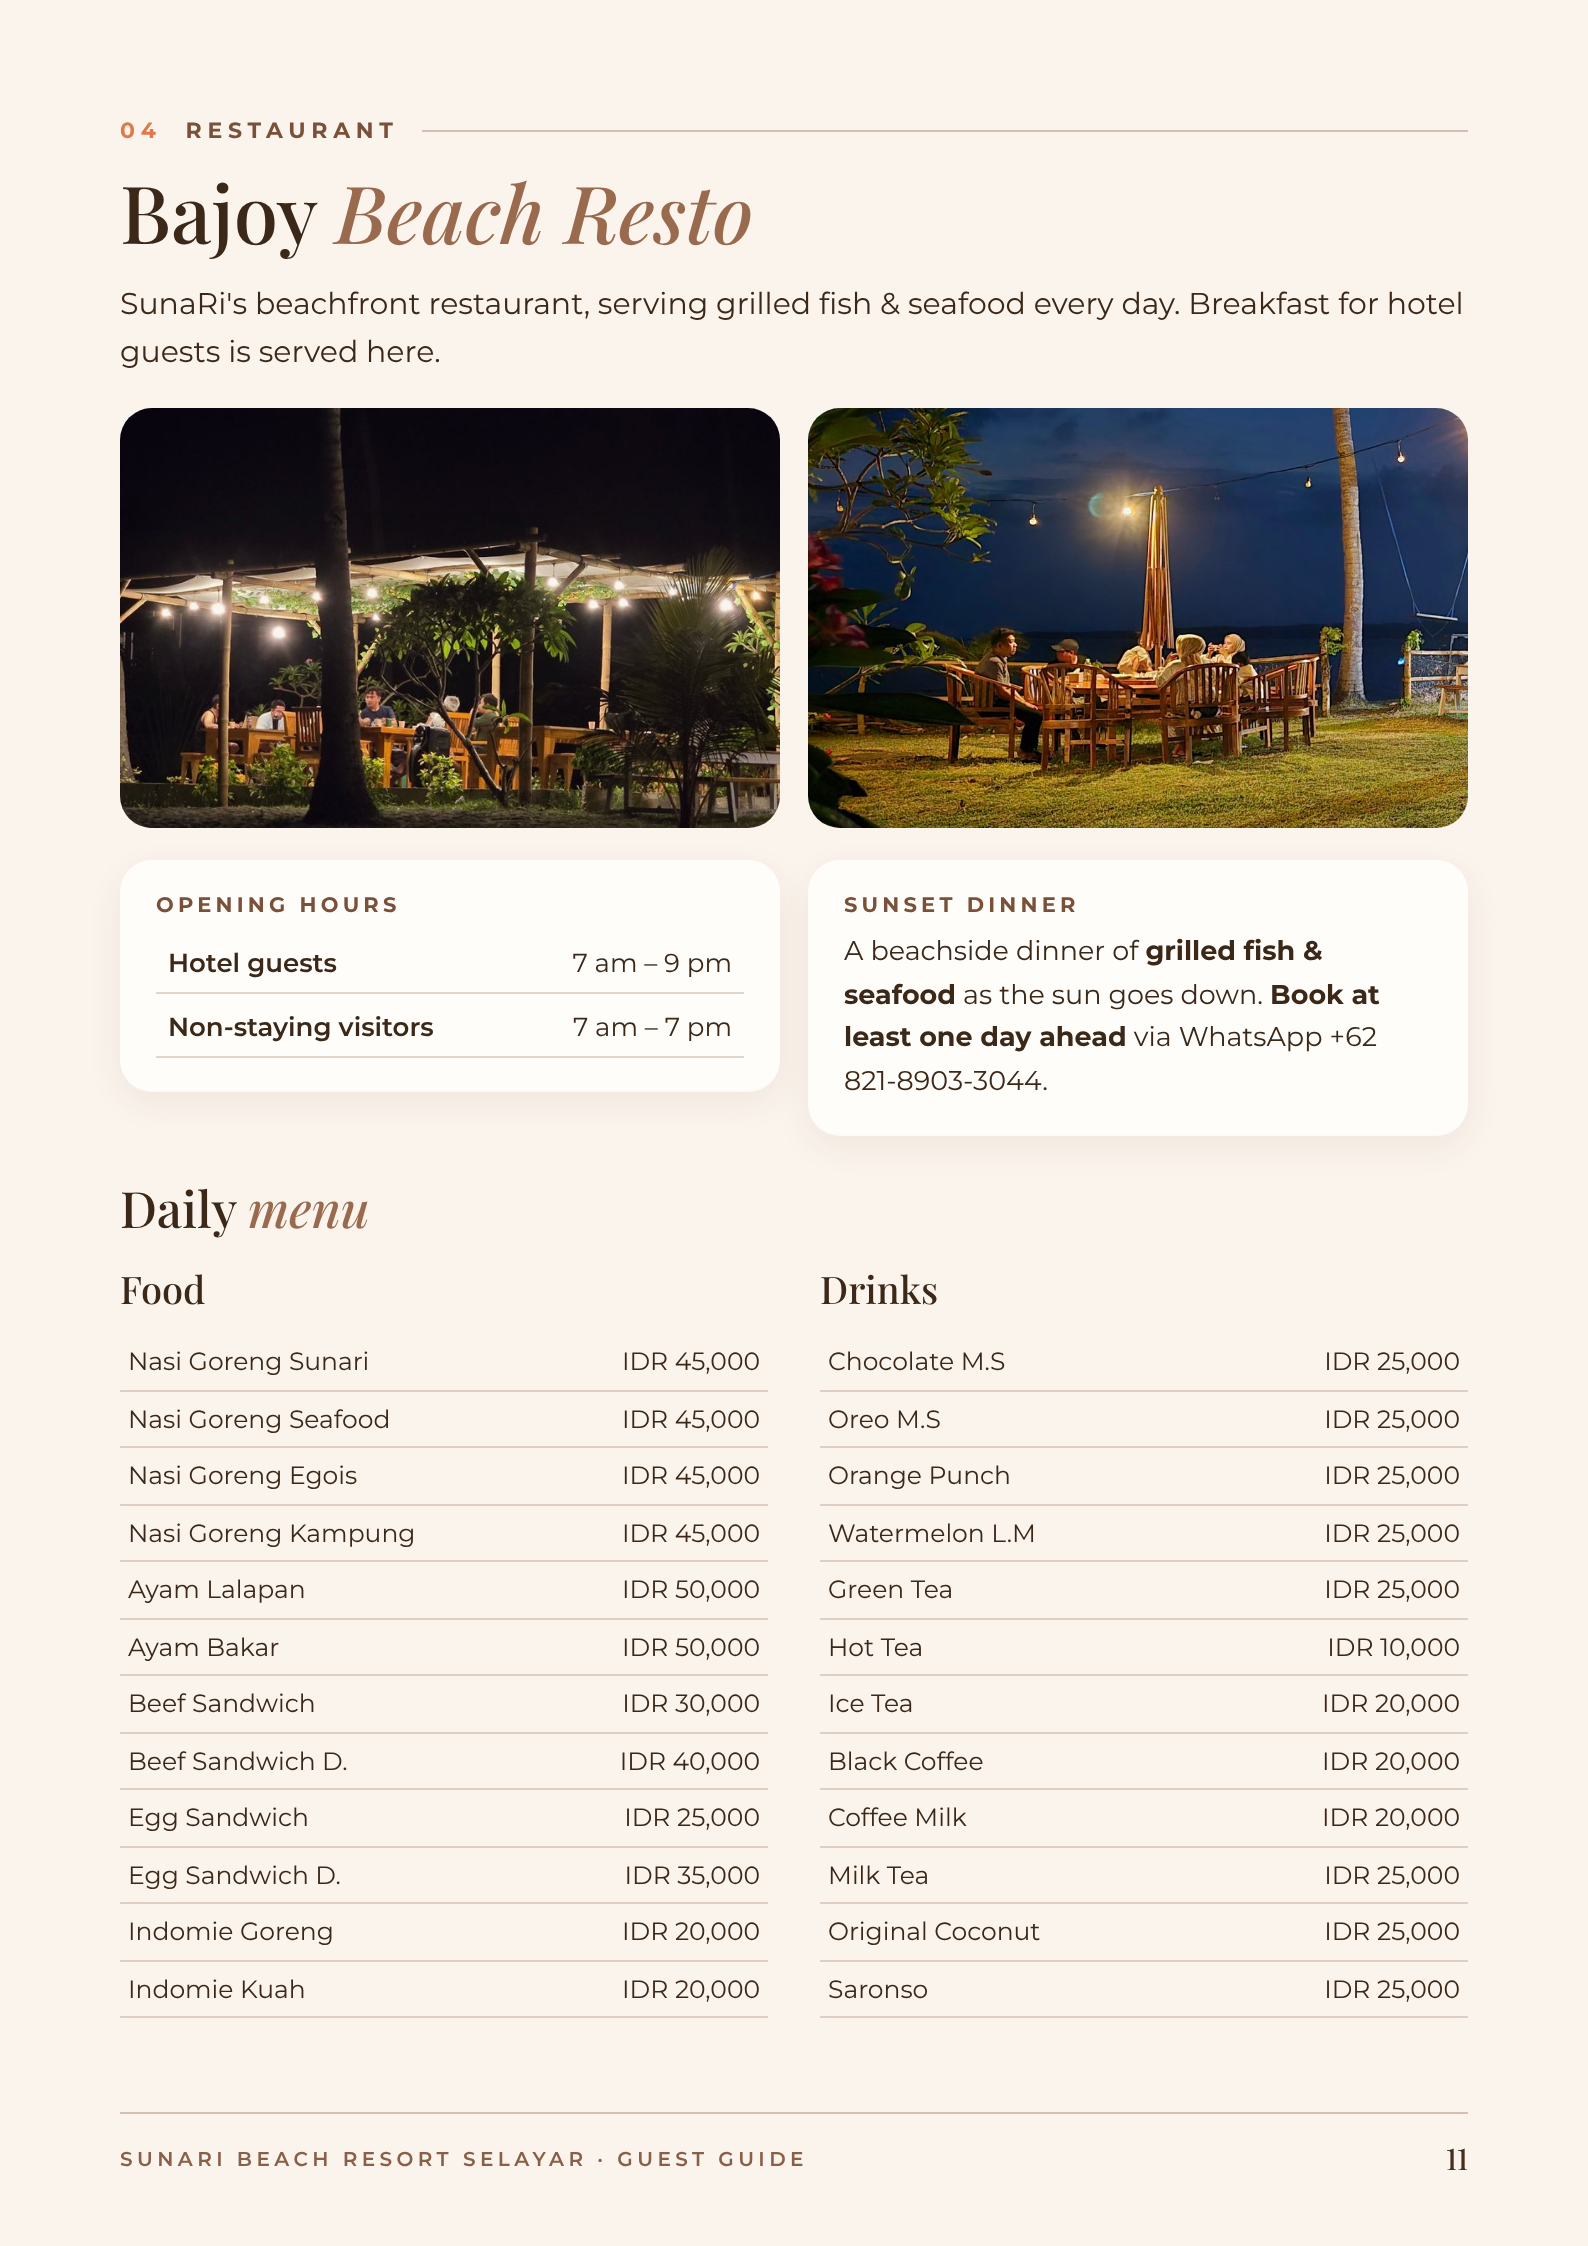 04 RESTAURANT
Bajoy Beach Resto
SunaRi's beachfront restaurant, serving grilled fish & seafood every day. Breakfast for hotel
guests is served here.
OPENING HOURS
Hotel guests 7 am – 9 pm
Non-staying visitors 7 am – 7 pm
SUNSET DINNER
A beachside dinner of grilled fish &
seafood as the sun goes down. Book at
least one day ahead via WhatsApp +62
821-8903-3044.
Daily menu
Food
Nasi Goreng Sunari IDR 45,000
Nasi Goreng Seafood IDR 45,000
Nasi Goreng Egois IDR 45,000
Nasi Goreng Kampung IDR 45,000
Ayam Lalapan IDR 50,000
Ayam Bakar IDR 50,000
Beef Sandwich IDR 30,000
Beef Sandwich D. IDR 40,000
Egg Sandwich IDR 25,000
Egg Sandwich D. IDR 35,000
Indomie Goreng IDR 20,000
Indomie Kuah IDR 20,000
Drinks
Chocolate M.S IDR 25,000
Oreo M.S IDR 25,000
Orange Punch IDR 25,000
Watermelon L.M IDR 25,000
Green Tea IDR 25,000
Hot Tea IDR 10,000
Ice Tea IDR 20,000
Black Coffee IDR 20,000
Coffee Milk IDR 20,000
Milk Tea IDR 25,000
Original Coconut IDR 25,000
Saronso IDR 25,000
SUNARI BEACH RESORT SELAYAR · GUEST GUIDE 11